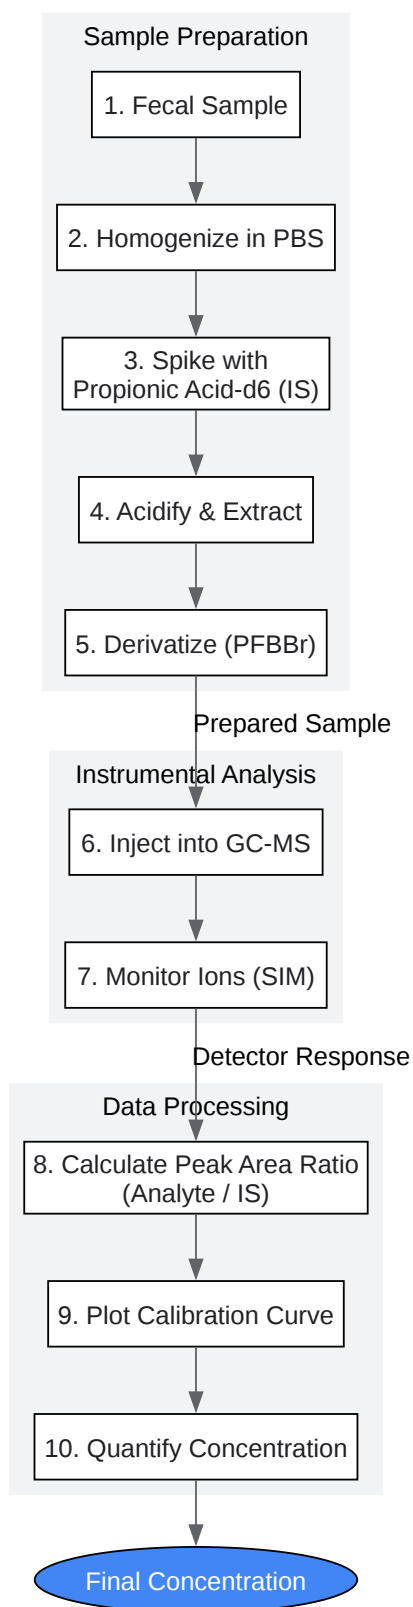 Sample Preparation
1. Fecal Sample
2. Homogenize in PBS
3. Spike with
Propionic Acid-d6 (IS)
4. Acidify & Extract
5. Derivatize (PFBBr)
Prepared Sample
Instrumental Analysis
6. Inject into GC-MS
7. Monitor Ions (SIM)
Detector Response
Data Processing
8. Calculate Peak Area Ratio
(Analyte / IS)
9. Plot Calibration Curve
10. Quantify Concentration
Final Concentration